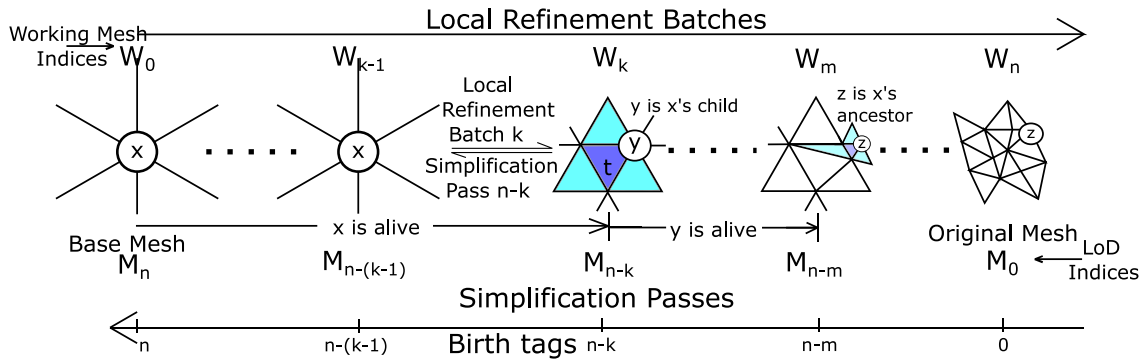 Local Refinement Batches
Working Mesh
Indices
W0 Wk-1 Wk Wm Wn
Local
Refinement
Batch k
Simplification
Pass n-k
y is x's child
z is x's
ancestor
x x y z z
t
x is alive y is alive
Base Mesh Original Mesh
Mn Mn-(k-1) Mn-k Mn-m M0
LoD
Indices
Simplification Passes
n n-(k-1) n-k n-m 0
Birth tags